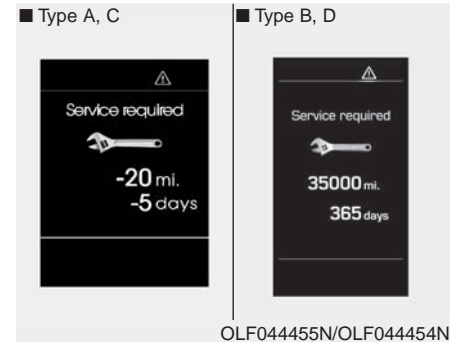 ■ Type A, C
Service required
-20 mi.
-5 days
■ Type B, D
Service required
35000 mi.
365 days
OLF044455N/OLF044454N